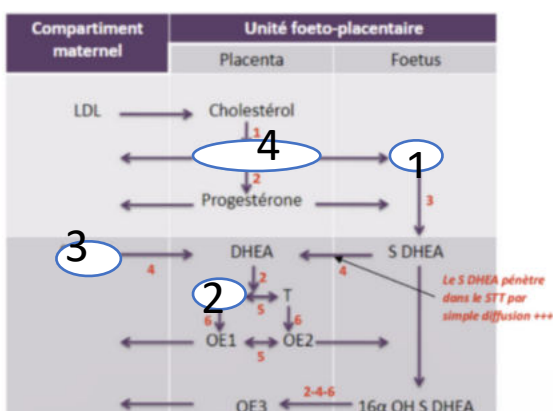 Compartiment
maternel
Unité foeto-placentaire
Placenta
Foetus
LDL
Cholestérol
1
4
1
2
3
Progestérone
3
DHEA
S DHEA
4
2
4
Le S DHEA pénètre
dans le STT par
simple diffusion +++
2
T
5
6
6
OE1
OE2
5
2-4-6
OE3
16α OH S DHEA